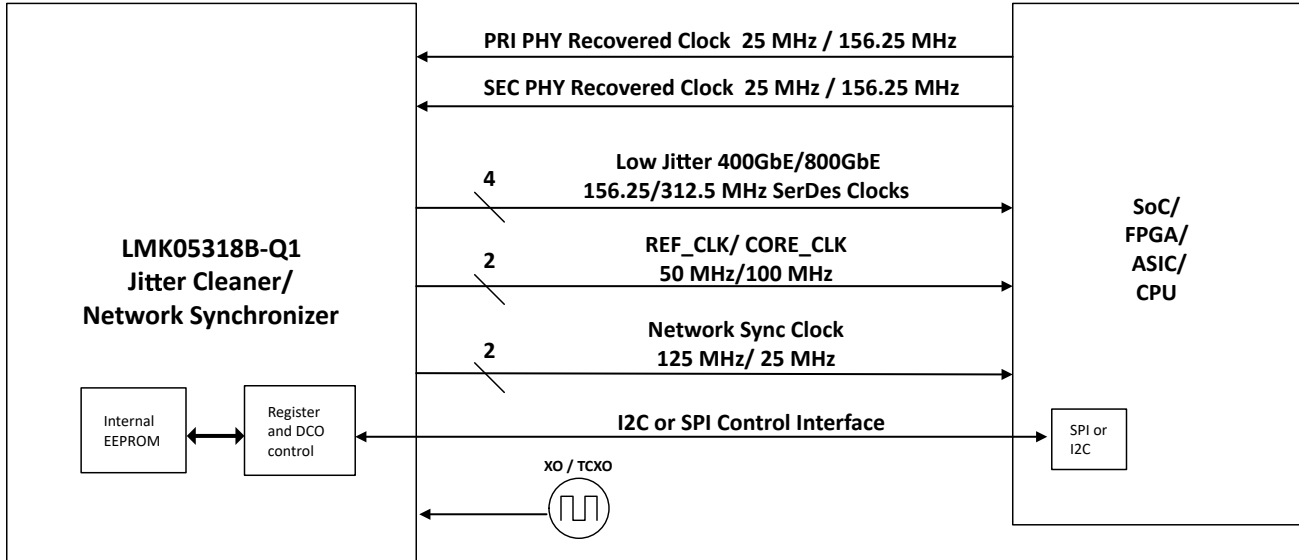 PRI PHY Recovered Clock 25 MHz / 156.25 MHz
SEC PHY Recovered Clock 25 MHz / 156.25 MHz
4
Low Jitter 400GbE/800GbE
156.25/312.5 MHz SerDes Clocks
LMK05318B-Q1
Jitter Cleaner/
Network Synchronizer
2
REF_CLK/ CORE_CLK
50 MHz/100 MHz
SoC/
FPGA/
ASIC/
CPU
2
Network Sync Clock
125 MHz/ 25 MHz
Internal
EEPROM
Register
and DCO
control
I2C or SPI Control Interface
SPI or
I2C
XO / TCXO